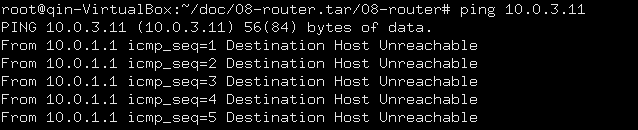 root@qin-VirtualBox:~/doc/08-router.tar/08-router# ping 10.0.3.11
PING 10.0.3.11 (10.0.3.11) 56(84) bytes of data.
From 10.0.1.1 icmp_seq=1 Destination Host Unreachable
From 10.0.1.1 icmp_seq=2 Destination Host Unreachable
From 10.0.1.1 icmp_seq=3 Destination Host Unreachable
From 10.0.1.1 icmp_seq=4 Destination Host Unreachable
From 10.0.1.1 icmp_seq=5 Destination Host Unreachable